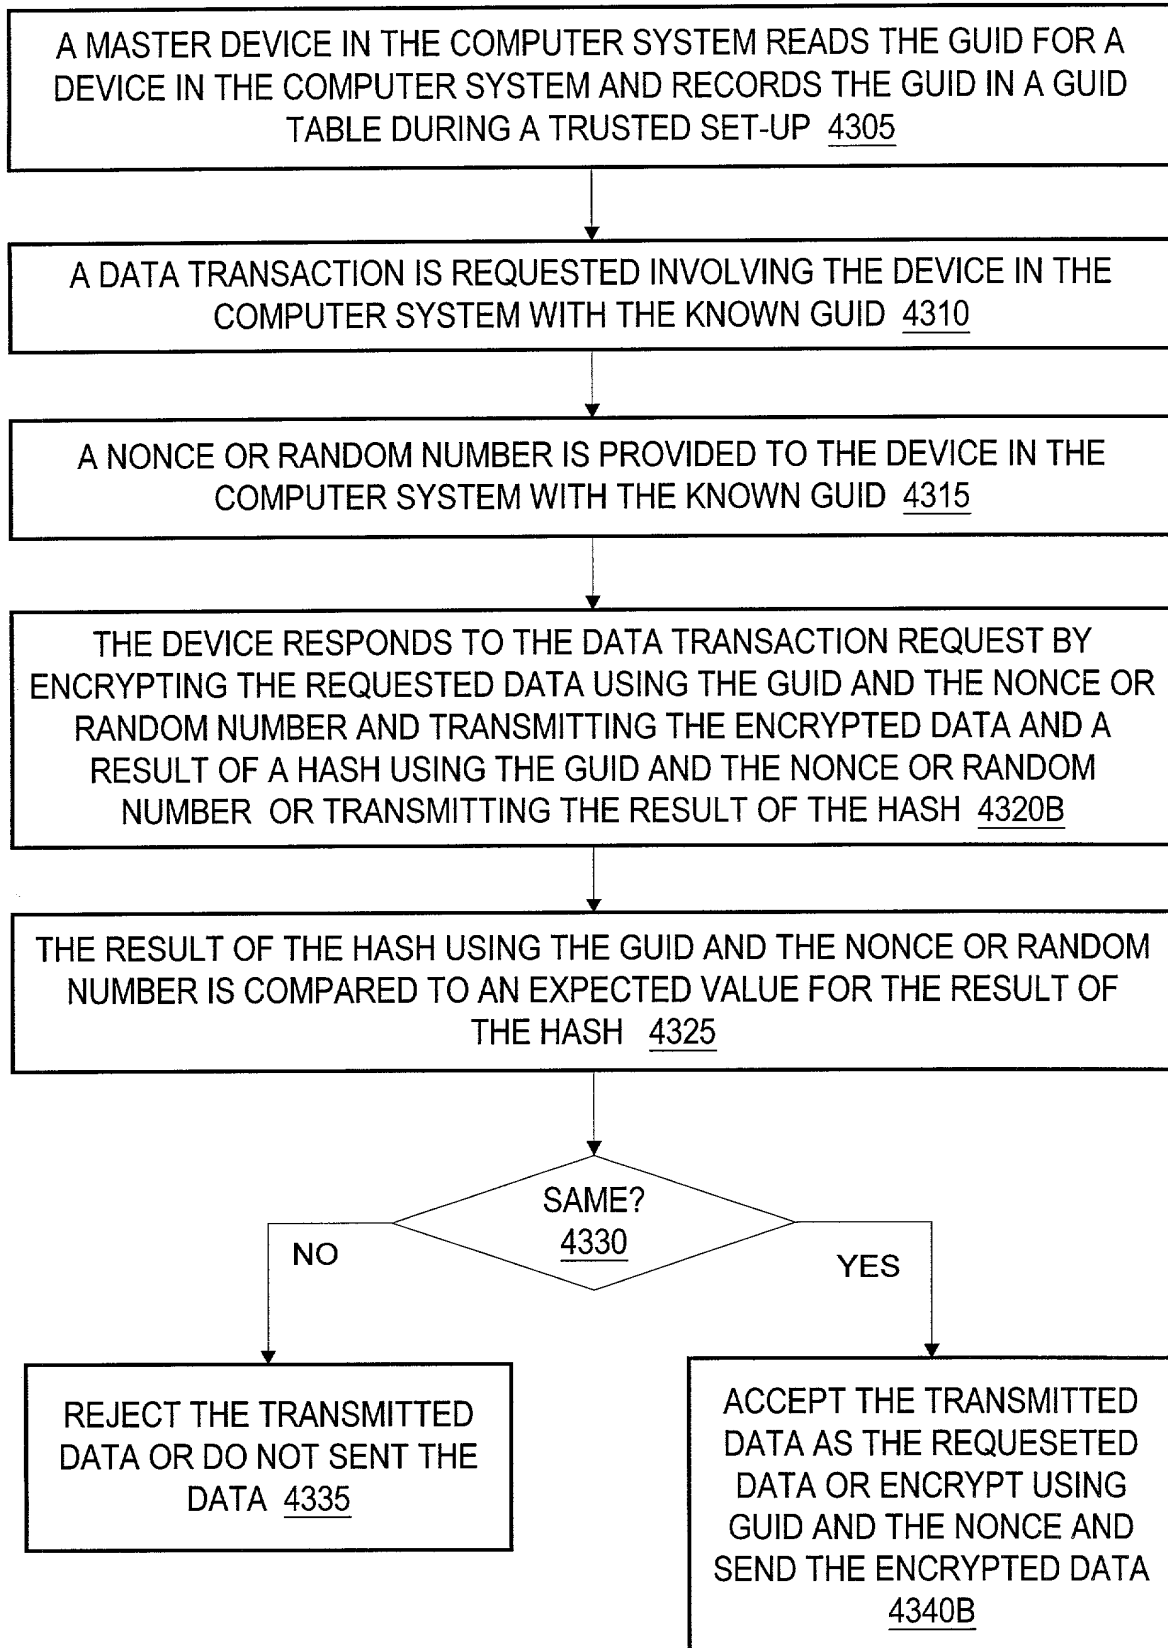 A MASTER DEVICE IN THE COMPUTER SYSTEM READS THE GUID FOR A
DEVICE IN THE COMPUTER SYSTEM AND RECORDS THE GUID IN A GUID
TABLE DURING A TRUSTED SET-UP 4305
A DATA TRANSACTION IS REQUESTED INVOLVING THE DEVICE IN THE
COMPUTER SYSTEM WITH THE KNOWN GUID 4310
A NONCE OR RANDOM NUMBER IS PROVIDED TO THE DEVICE IN THE
COMPUTER SYSTEM WITH THE KNOWN GUID 4315
THE DEVICE RESPONDS TO THE DATA TRANSACTION REQUEST BY
ENCRYPTING THE REQUESTED DATA USING THE GUID AND THE NONCE OR
RANDOM NUMBER AND TRANSMITTING THE ENCRYPTED DATA AND A
RESULT OF A HASH USING THE GUID AND THE NONCE OR RANDOM
NUMBER OR TRANSMITTING THE RESULT OF THE HASH 4320B
THE RESULT OF THE HASH USING THE GUID AND THE NONCE OR RANDOM
NUMBER IS COMPARED TO AN EXPECTED VALUE FOR THE RESULT OF
THE HASH 4325
SAME?
4330
NO
YES
REJECT THE TRANSMITTED
DATA OR DO NOT SENT THE
DATA 4335
ACCEPT THE TRANSMITTED
DATA AS THE REQUESETED
DATA OR ENCRYPT USING
GUID AND THE NONCE AND
SEND THE ENCRYPTED DATA
4340B